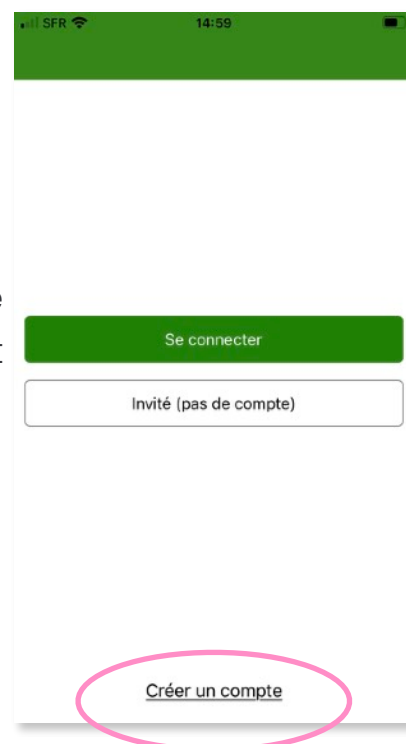 SFR 14:59
Se connecter
Invité (pas de compte)
Créer un compte